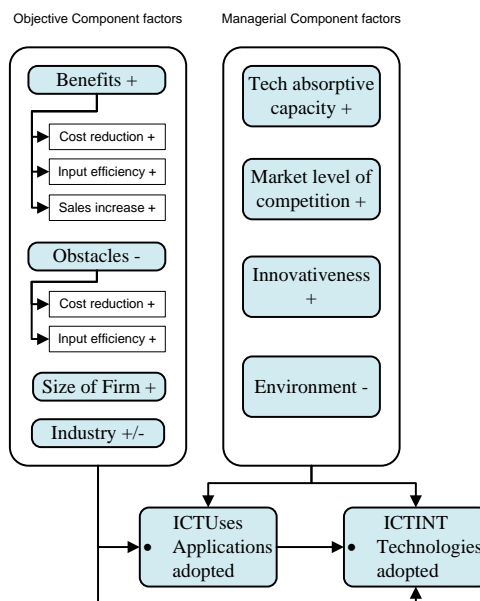 Objective Component factors
Managerial Component factors
Benefits +
Cost reduction +
Input efficiency +
Sales increase +
Obstacles -
Cost reduction +
Input efficiency +
Size of Firm +
Industry +/-
Tech absorptive
capacity +
Market level of
competition +
Innovativeness
+
Environment -
ICTUses
• Applications
adopted
ICTINT
• Technologies
adopted